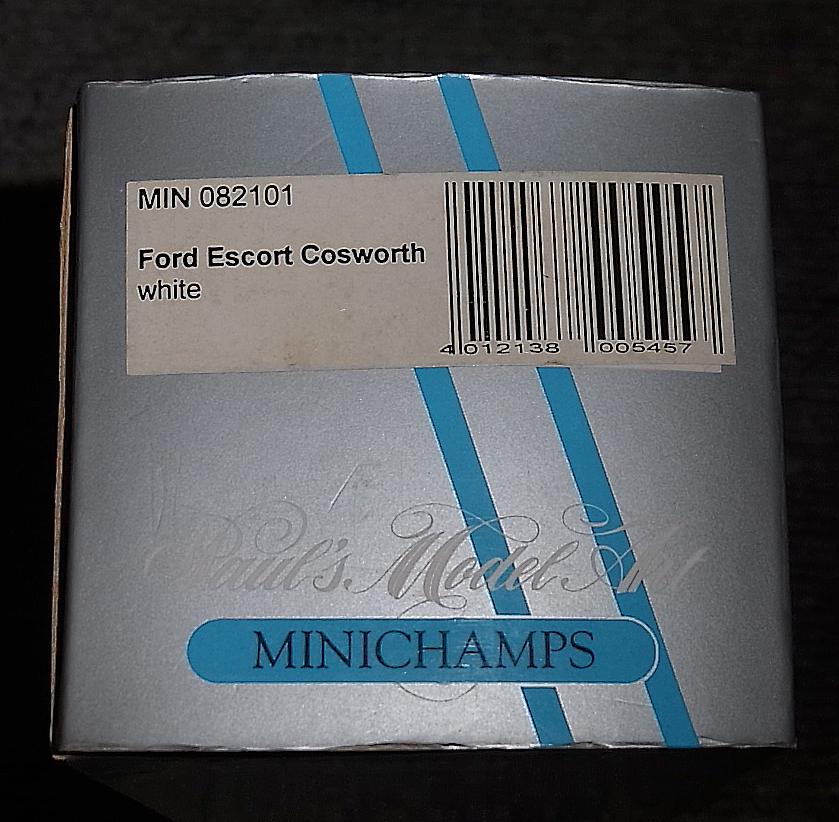 MIN 082101
Ford Escort Cosworth
white
4 012138 005457
Paul's Model Art
MINICHAMPS